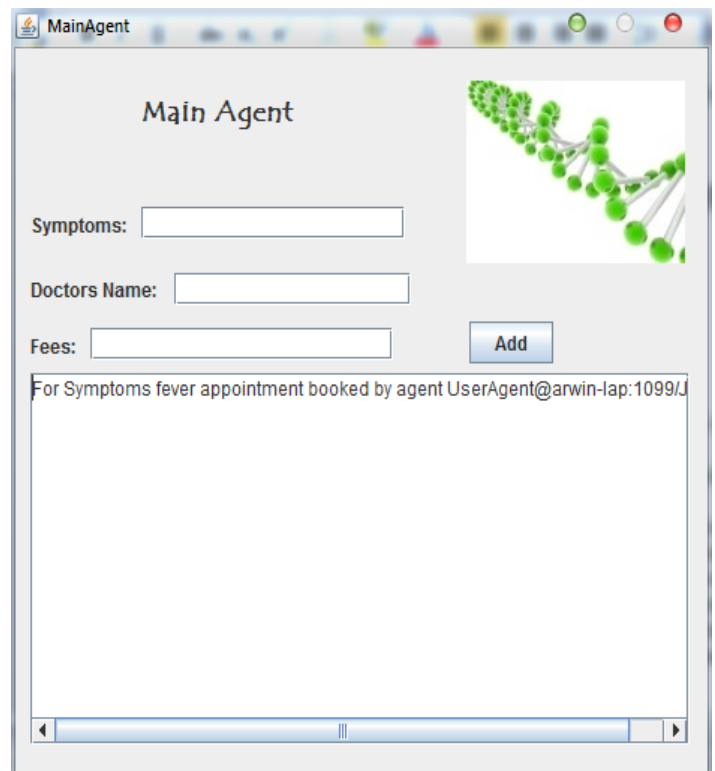 MainAgent
Main Agent
Symptoms:
Doctors Name:
Fees:
Add
For Symptoms fever appointment booked by agent UserAgent@arwin-lap:1099/J